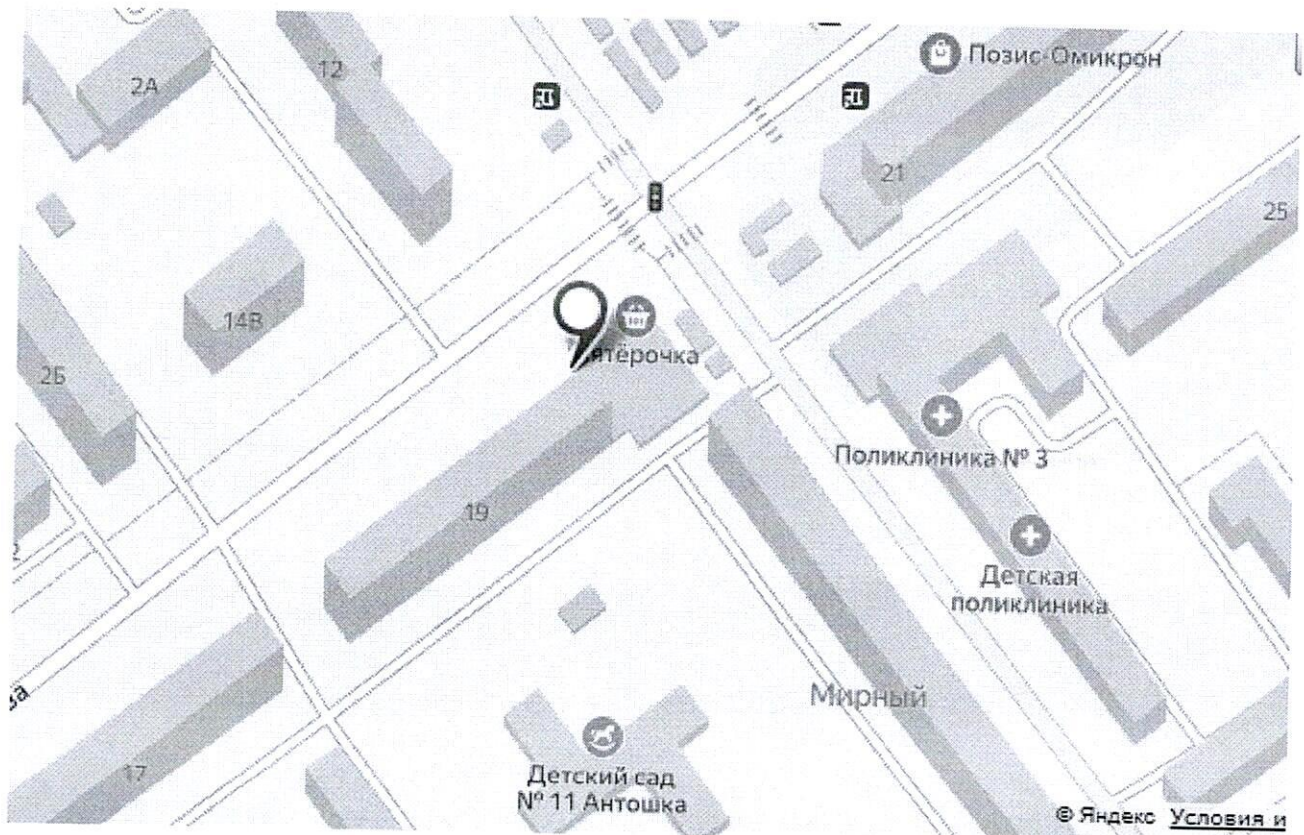 Позис-Омикрон
2А
12
21
25
14В
2Б
Пятёрочка
Поликлиника № 3
19
Детская
поликлиника
Мирный
17
Детский сад
№ 11 Антошка
© Яндекс Условия и